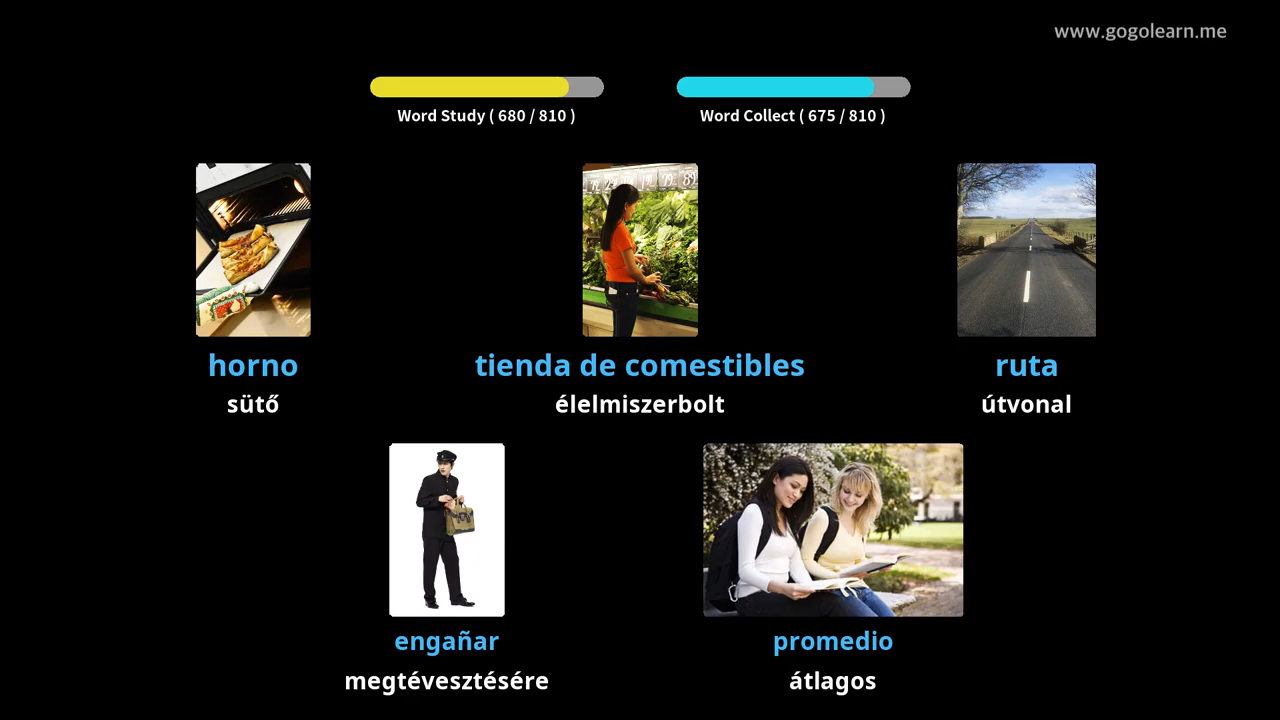 www.gogolearn.me
Word Study ( 680 / 810 )
Word Collect ( 675 / 810 )
horno
sütő
tienda de comestibles
élelmiszerbolt
ruta
útvonal
engañar
megtévesztésére
promedio
átlagos